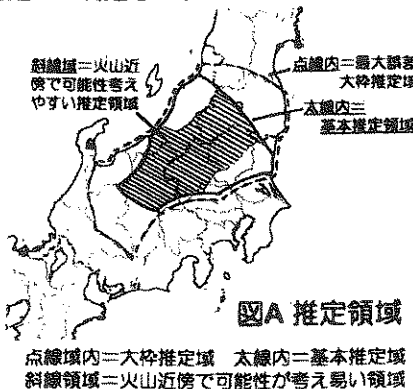 斜線域＝火山近
傍で可能性考え
やすい推定領域
点線内＝最大誤差
大枠推定域
太線内＝
基本推定領域
図A 推定領域
点線域内＝大枠推定域 太線内＝基本推定域
斜線領域＝火山近傍で可能性が考え易い領域